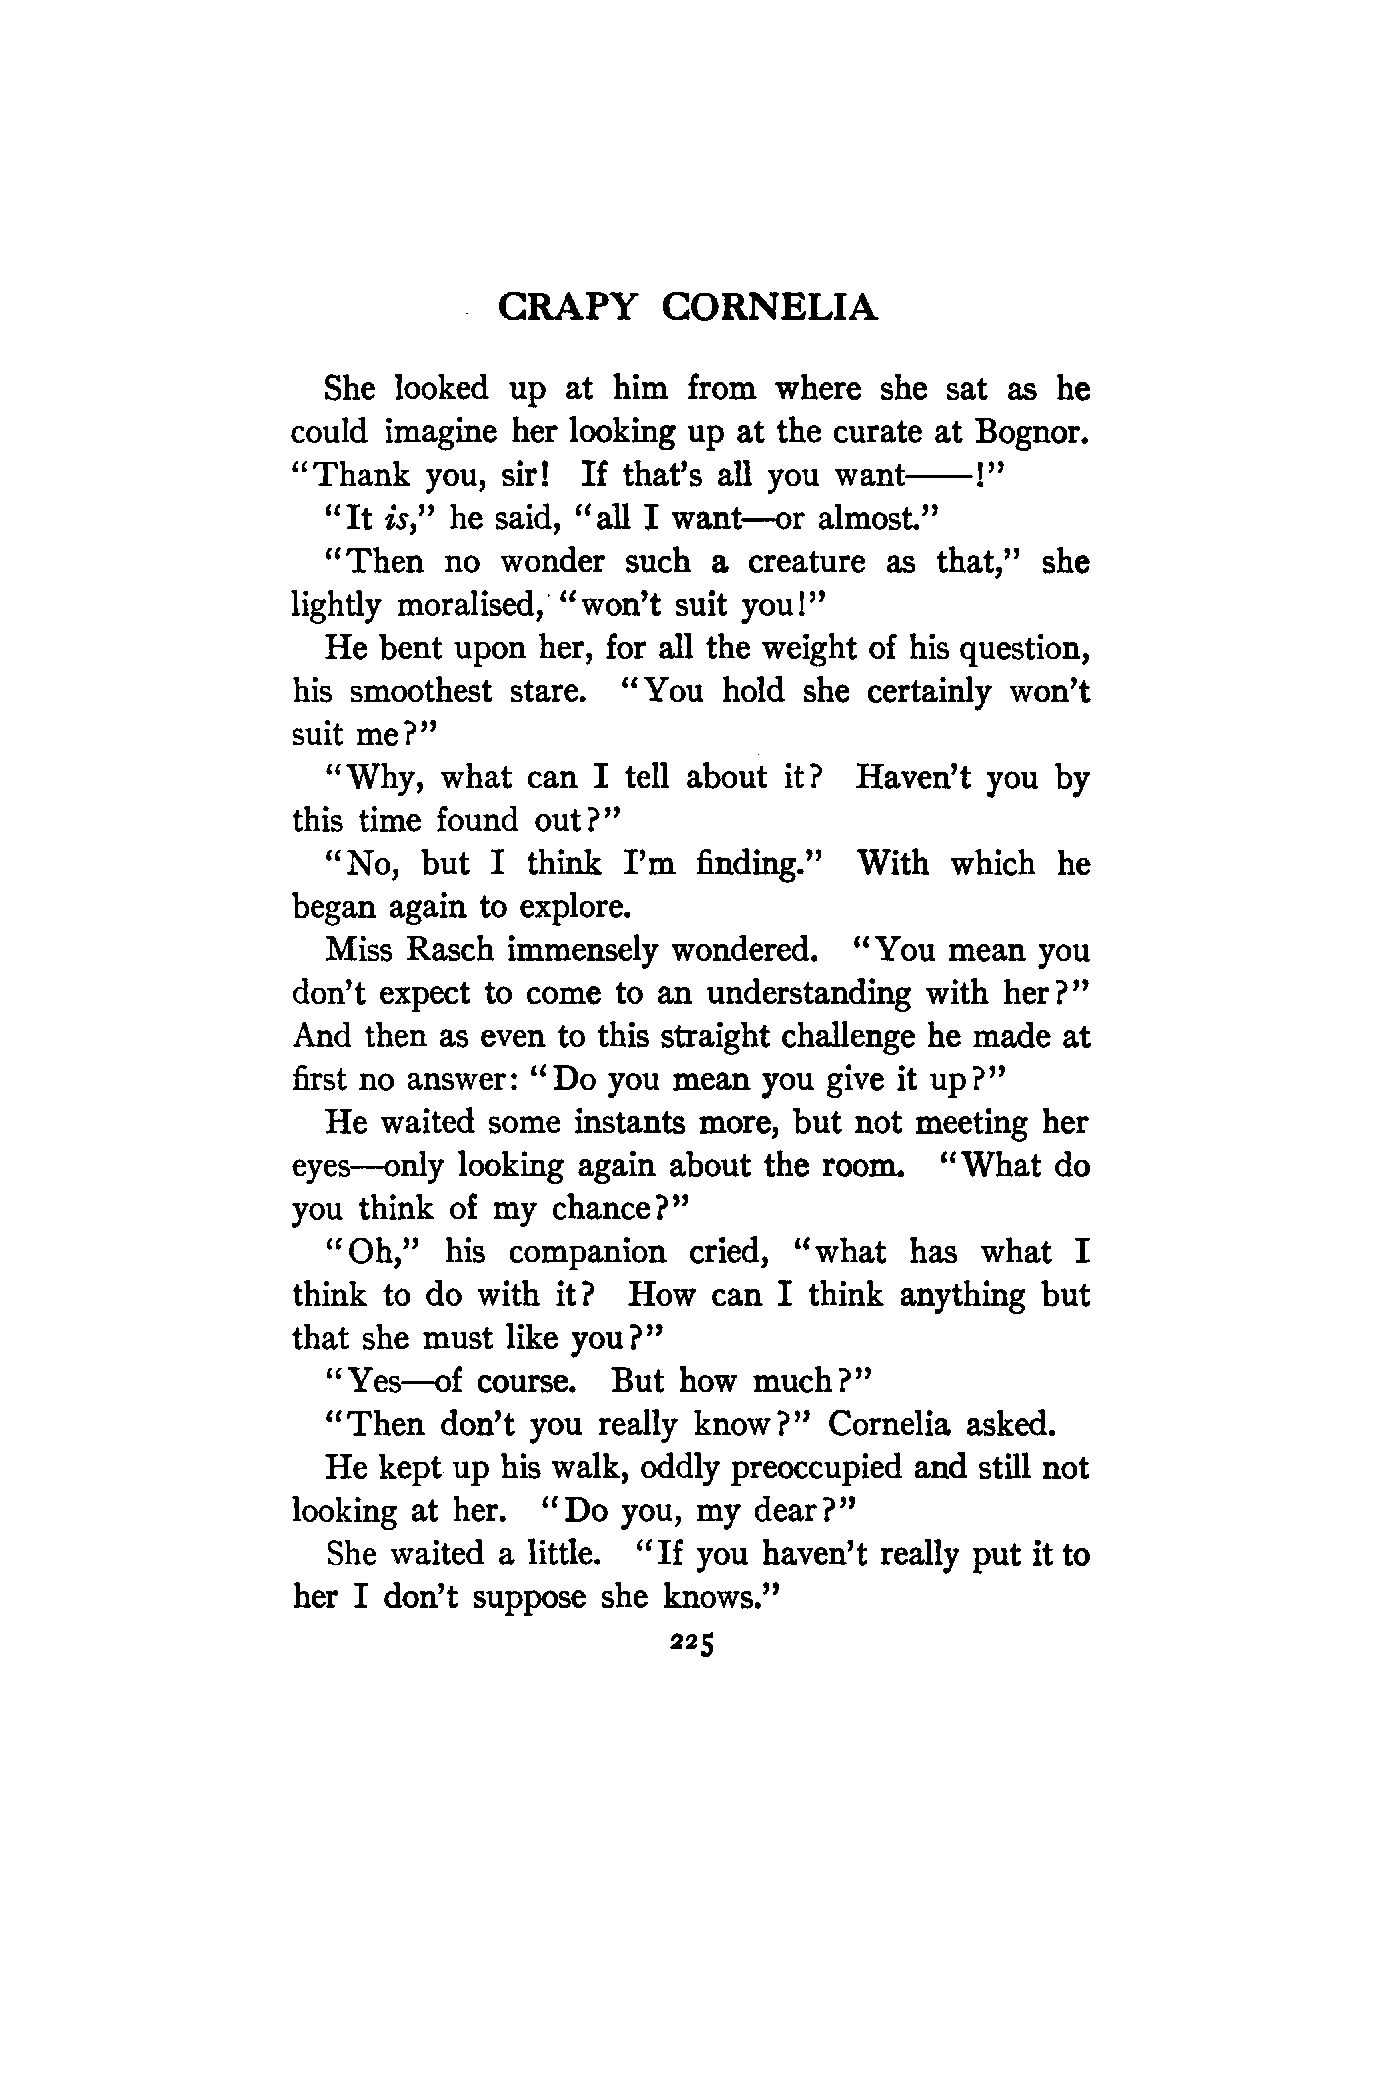 CRAPY CORNELIA
She looked up at him from where she sat as he
could imagine her looking up at the curate at Bognor.
“Thank you, sir! If that’s all you want——!”
“It is,” he said, “all I want—or almost.”
“Then no wonder such a creature as that,” she
lightly moralised, “won’t suit you!”
He bent upon her, for all the weight of his question,
his smoothest stare. “You hold she certainly won’t
suit me?”
“Why, what can I tell about it? Haven’t you by
this time found out?”
“No, but I think I’m finding.” With which he
began again to explore.
Miss Rasch immensely wondered. “You mean you
don’t expect to come to an understanding with her?”
And then as even to this straight challenge he made at
first no answer: “Do you mean you give it up?”
He waited some instants more, but not meeting her
eyes—only looking again about the room. “What do
you think of my chance?”
“Oh,” his companion cried, “what has what I
think to do with it? How can I think anything but
that she must like you?”
“Yes—of course. But how much?”
“Then don’t you really know?” Cornelia asked.
He kept up his walk, oddly preoccupied and still not
looking at her. “Do you, my dear?”
She waited a little. “If you haven’t really put it to
her I don’t suppose she knows.”
225